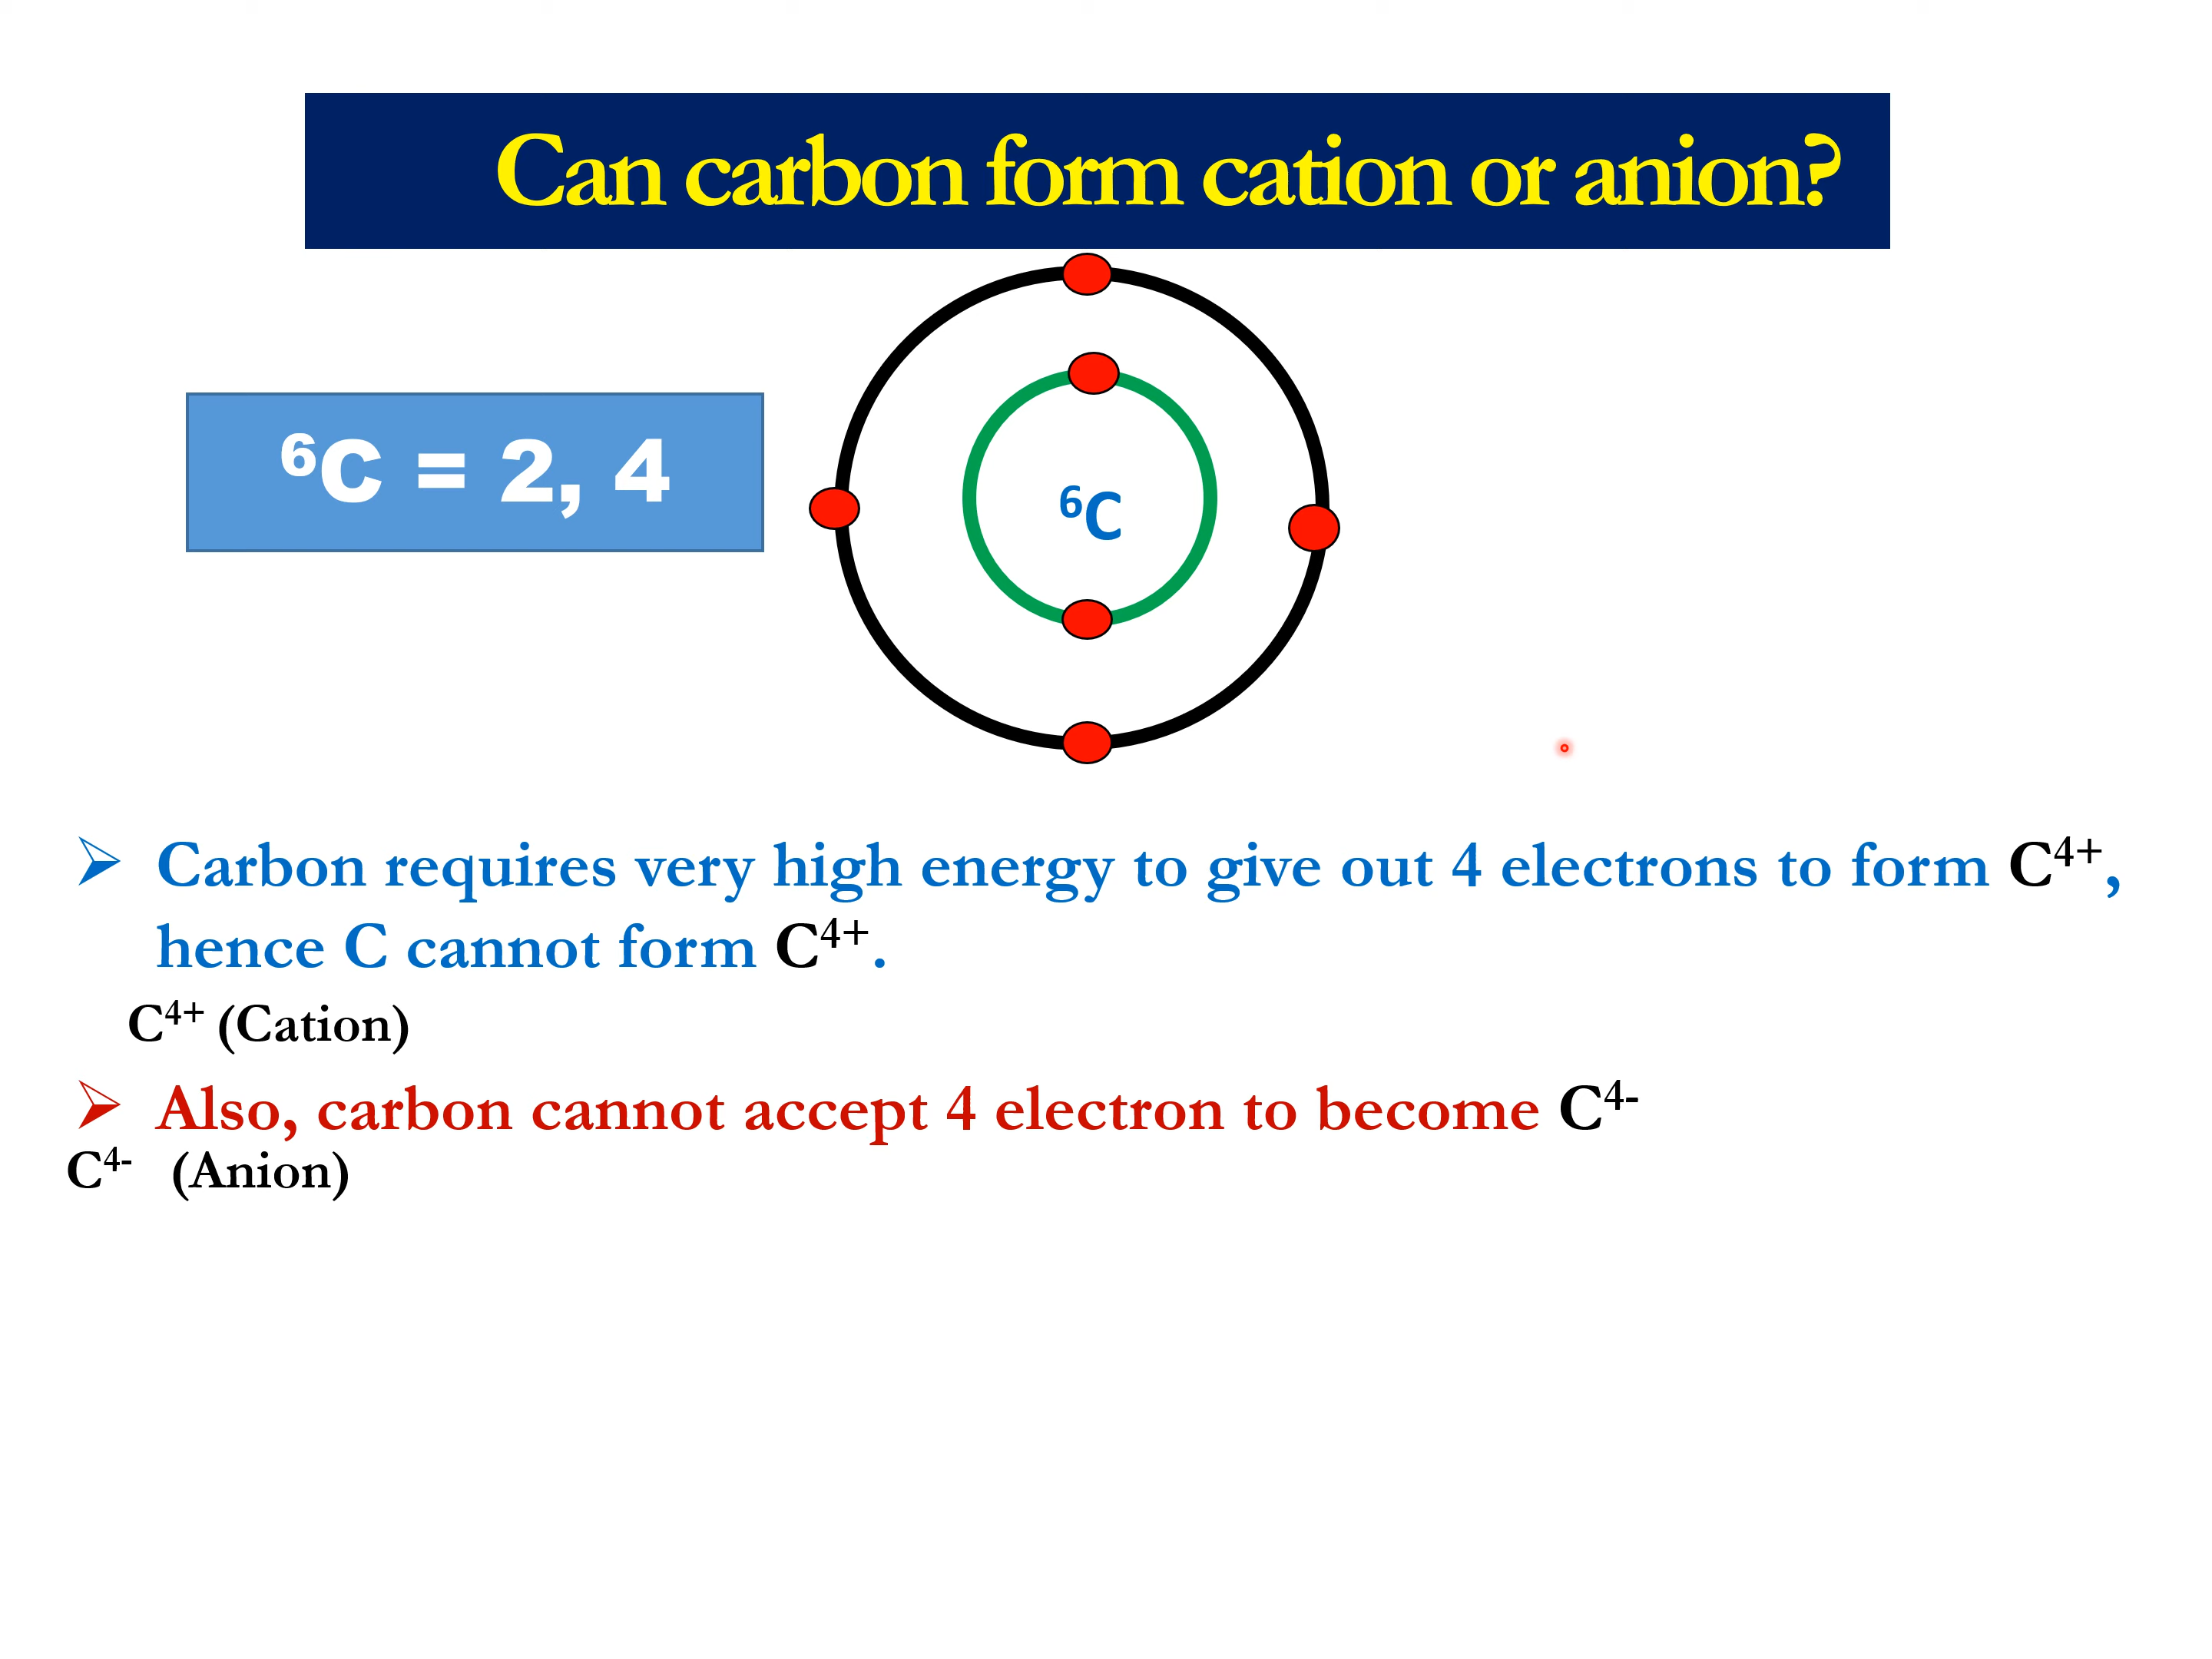 Can carbon form cation or anion?
⁶C = 2, 4
⁶C
➢ Carbon requires very high energy to give out 4 electrons to form C⁴⁺,
hence C cannot form C⁴⁺.
C⁴⁺ (Cation)
➢ Also, carbon cannot accept 4 electron to become C⁴⁻
C⁴⁻ (Anion)